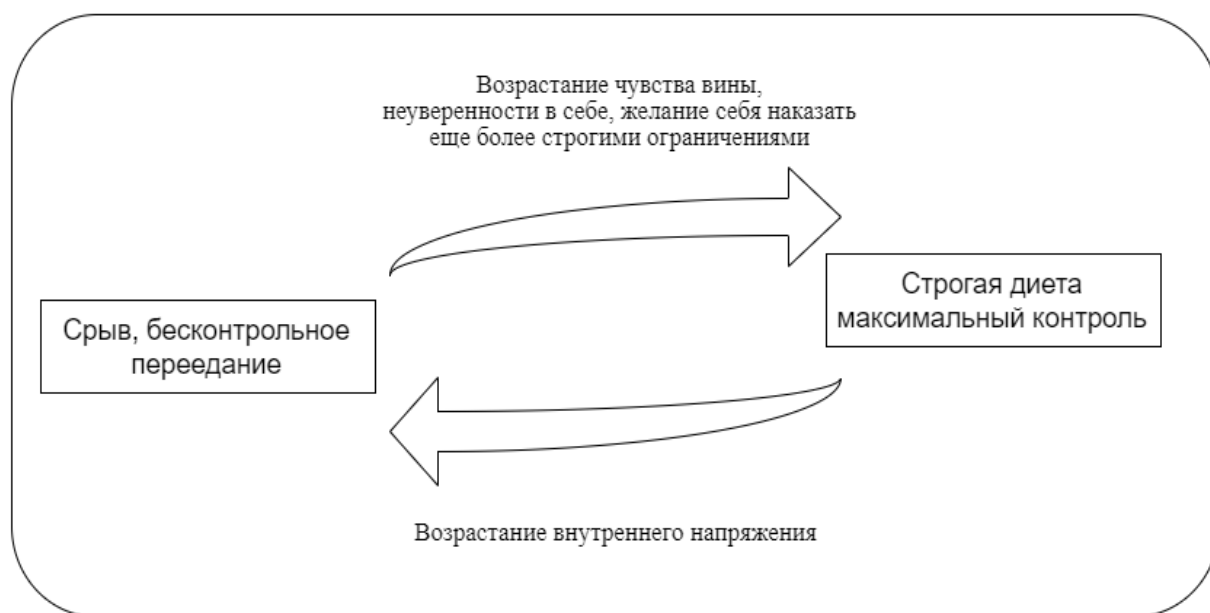 Возрастание чувства вины,
неуверенности в себе, желание себя наказать
еще более строгими ограничениями
Срыв, бесконтрольное
переедание
Строгая диета
максимальный контроль
Возрастание внутреннего напряжения